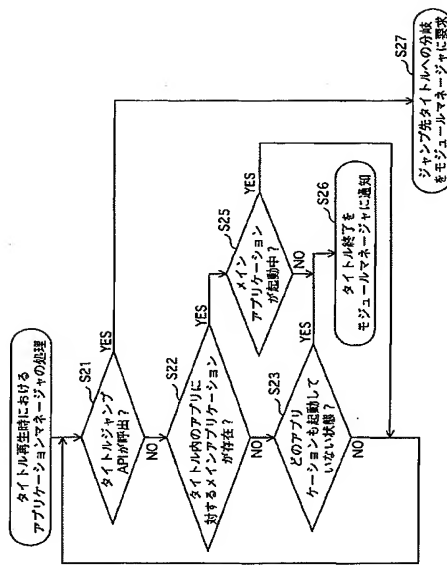 タイトル再生時における
アプリケーションマネージャの処理
S21
タイトルジャンプ
APIが呼出?
YES
NO
S22
タイトル内のアプリに
対するメインアプリケーション
が存在?
YES
NO
S25
メイン
アプリケーション
が起動中?
YES
NO
S23
どのアプリ
ケーションも起動して
いない状態?
YES
NO
S26
タイトル終了を
モジュールマネージャに通知
S27
ジャンプ先タイトルへの分岐
をモジュールマネージャに要求